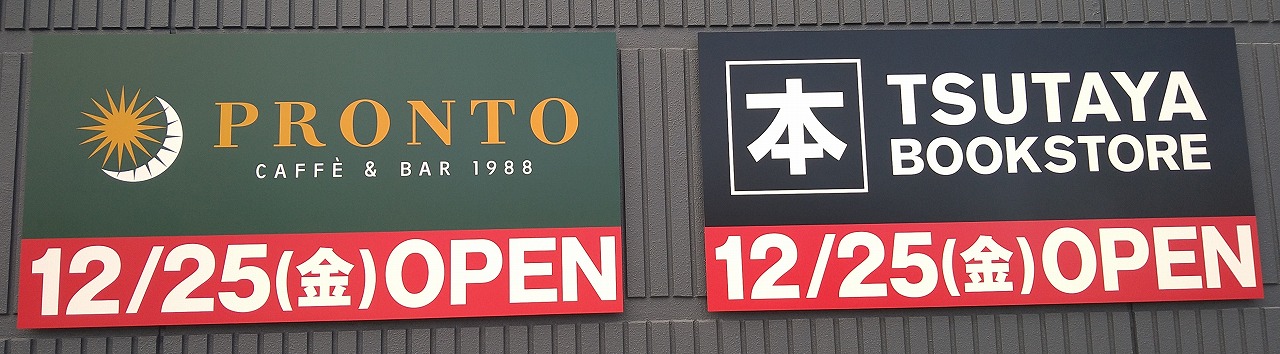 PRONTO
CAFFÈ & BAR 1988
12/25(金)OPEN
本
TSUTAYA
BOOKSTORE
12/25(金)OPEN